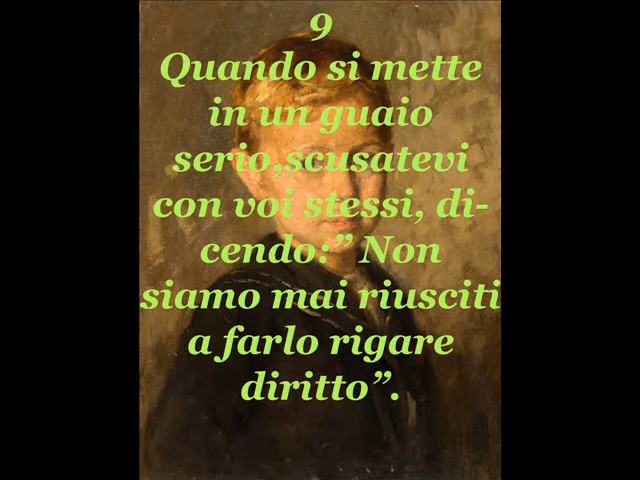 9
Quando si mette
in un guaio
serio,scusatevi
con voi stessi, di-
cendo:” Non
siamo mai riusciti
a farlo rigare
diritto”.